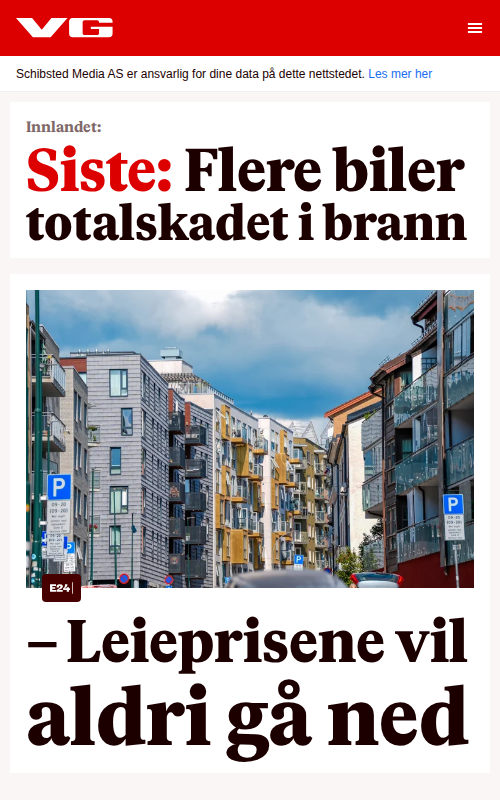 VG
Schibsted Media AS er ansvarlig for dine data på dette nettstedet. Les mer her
Innlandet:
Siste: Flere biler
totalskadet i brann
P
P
P
E24
– Leieprisene vil
aldri gå ned